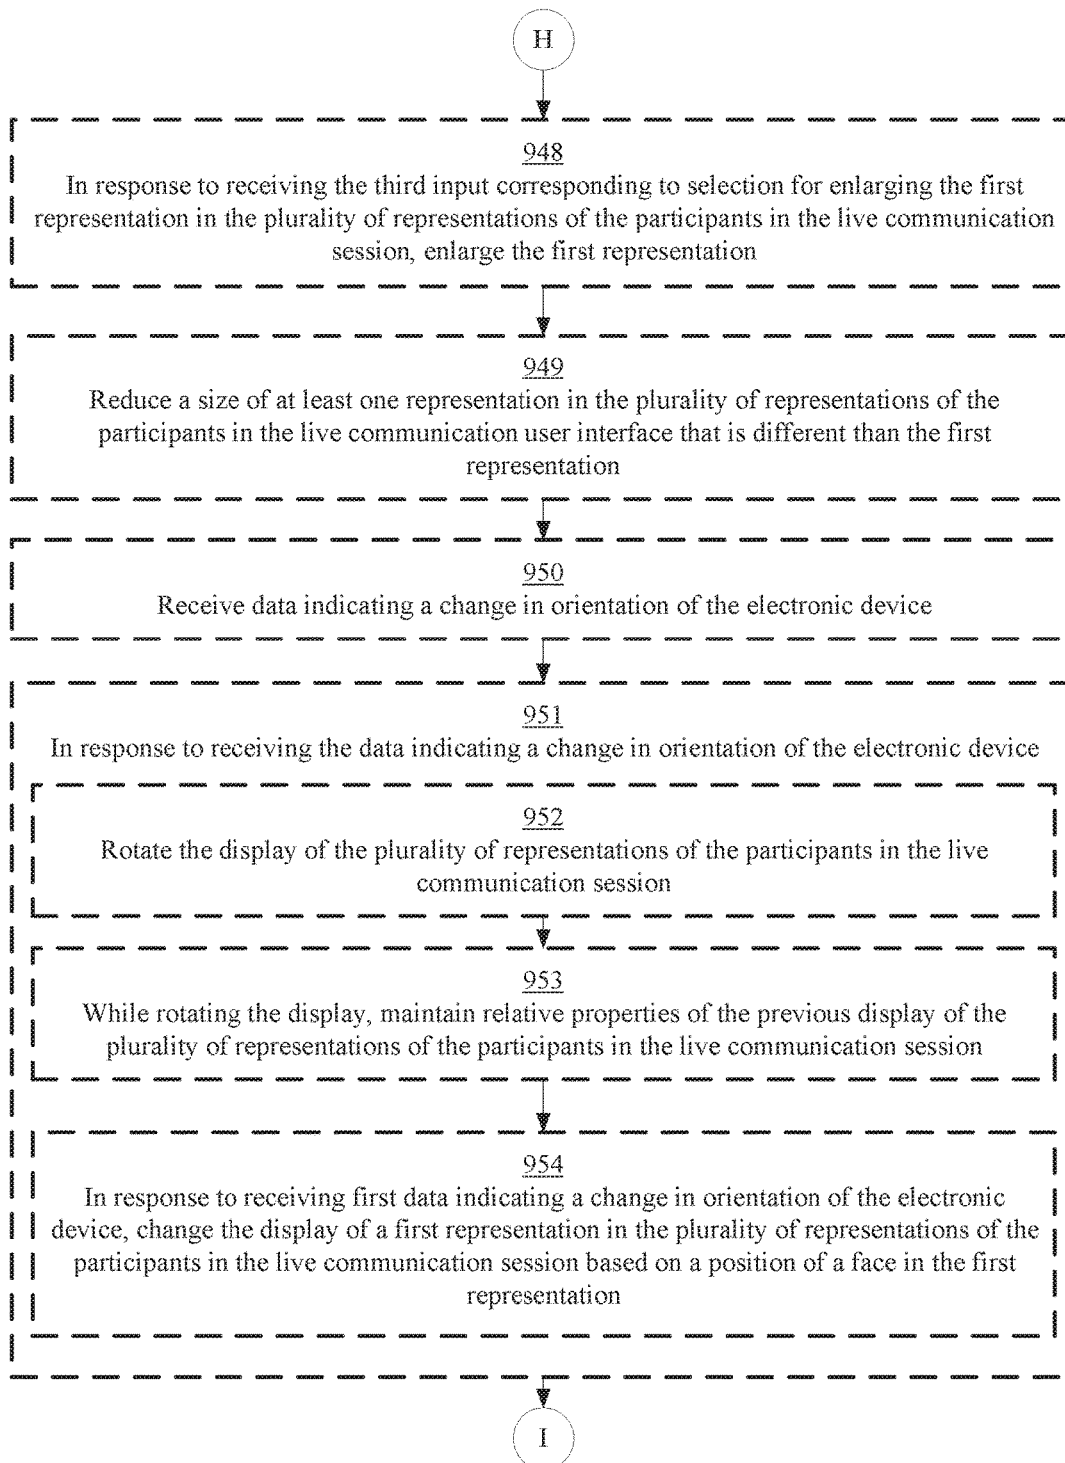 H
948
In response to receiving the third input corresponding to selection for enlarging the first
representation in the plurality of representations of the participants in the live communication
session, enlarge the first representation
949
Reduce a size of at least one representation in the plurality of representations of the
participants in the live communication user interface that is different than the first
representation
950
Receive data indicating a change in orientation of the electronic device
951
In response to receiving the data indicating a change in orientation of the electronic device
952
Rotate the display of the plurality of representations of the participants in the live
communication session
953
While rotating the display, maintain relative properties of the previous display of the
plurality of representations of the participants in the live communication session
954
In response to receiving first data indicating a change in orientation of the electronic
device, change the display of a first representation in the plurality of representations of the
participants in the live communication session based on a position of a face in the first
representation
I